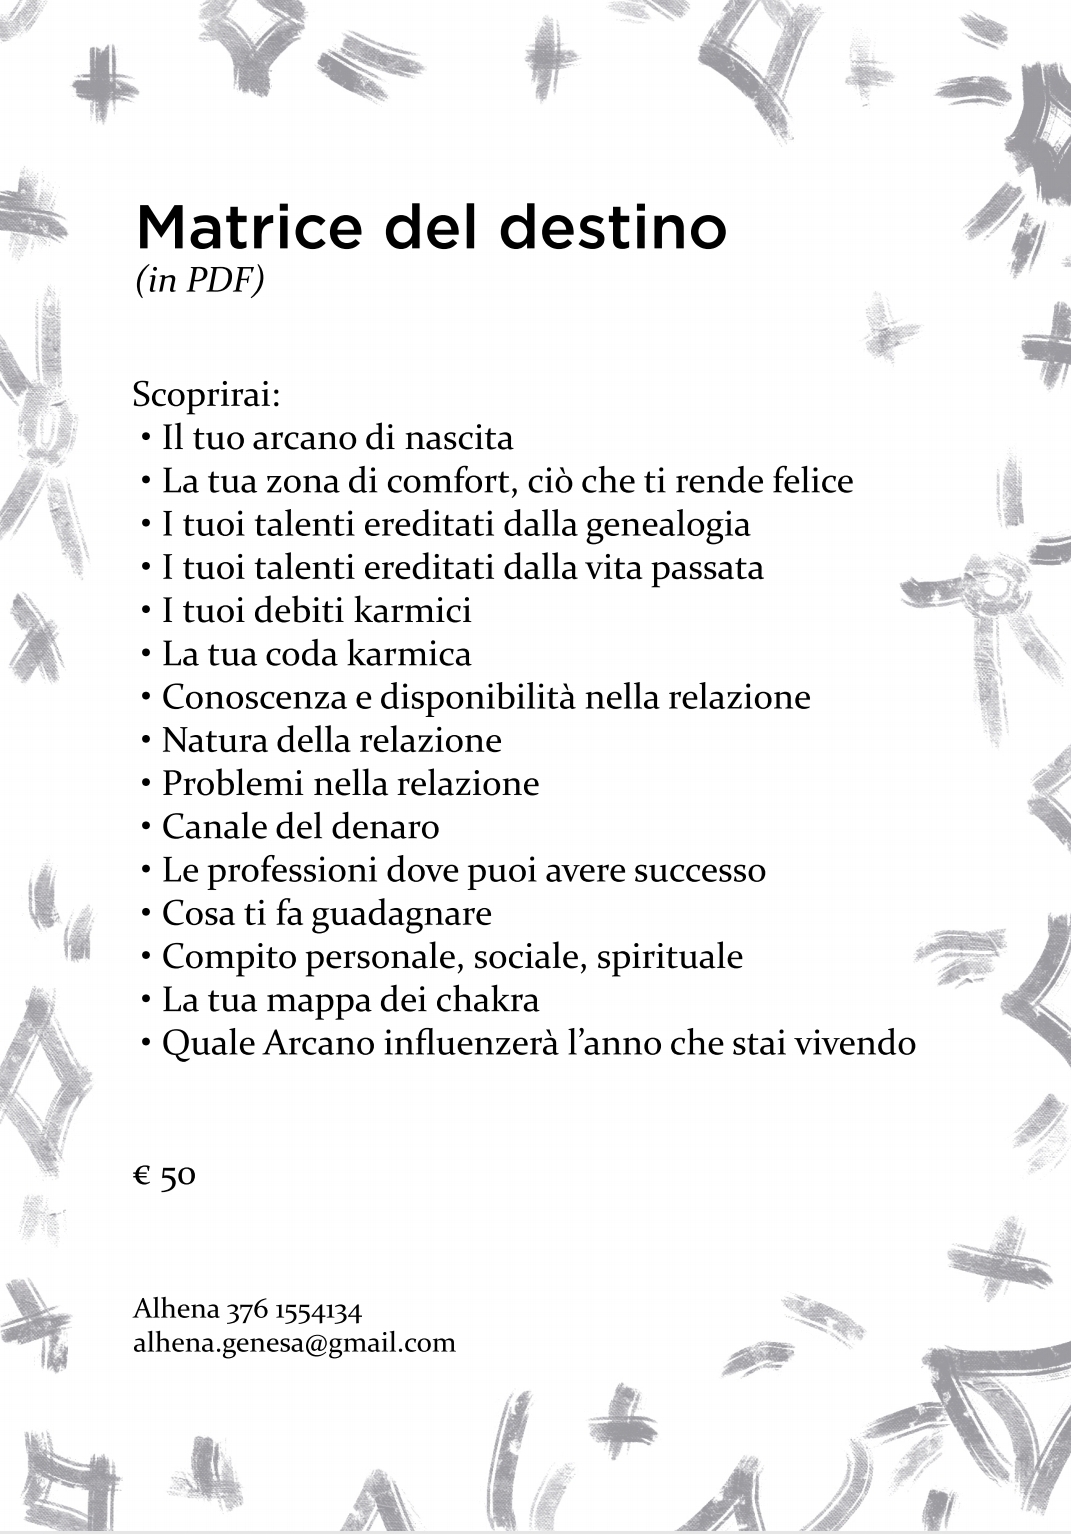 Matrice del destino
(in PDF)
Scoprirai:
• Il tuo arcano di nascita
• La tua zona di comfort, ciò che ti rende felice
• I tuoi talenti ereditati dalla genealogia
• I tuoi talenti ereditati dalla vita passata
• I tuoi debiti karmici
• La tua coda karmica
• Conoscenza e disponibilità nella relazione
• Natura della relazione
• Problemi nella relazione
• Canale del denaro
• Le professioni dove puoi avere successo
• Cosa ti fa guadagnare
• Compito personale, sociale, spirituale
• La tua mappa dei chakra
• Quale Arcano influenzerà l’anno che stai vivendo
€ 50
Alhena 376 1554134
alhena.genesa@gmail.com